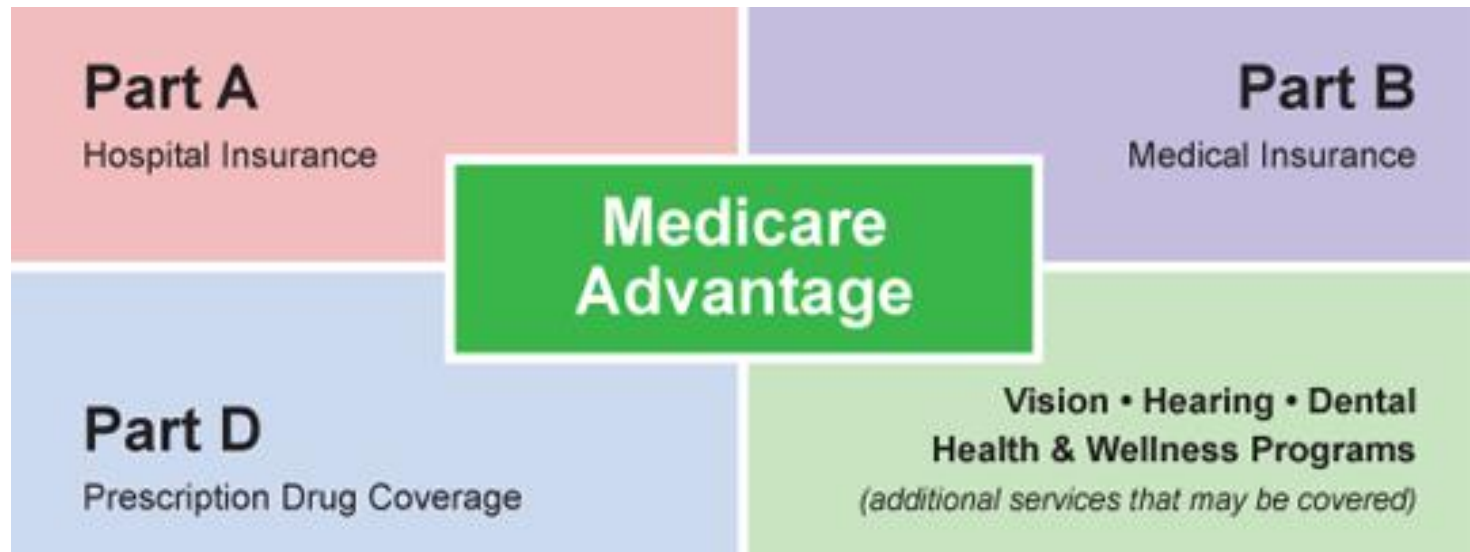 Part A
Hospital Insurance
Part B
Medical Insurance
Medicare
Advantage
Part D
Prescription Drug Coverage
Vision • Hearing • Dental
Health & Wellness Programs
(additional services that may be covered)